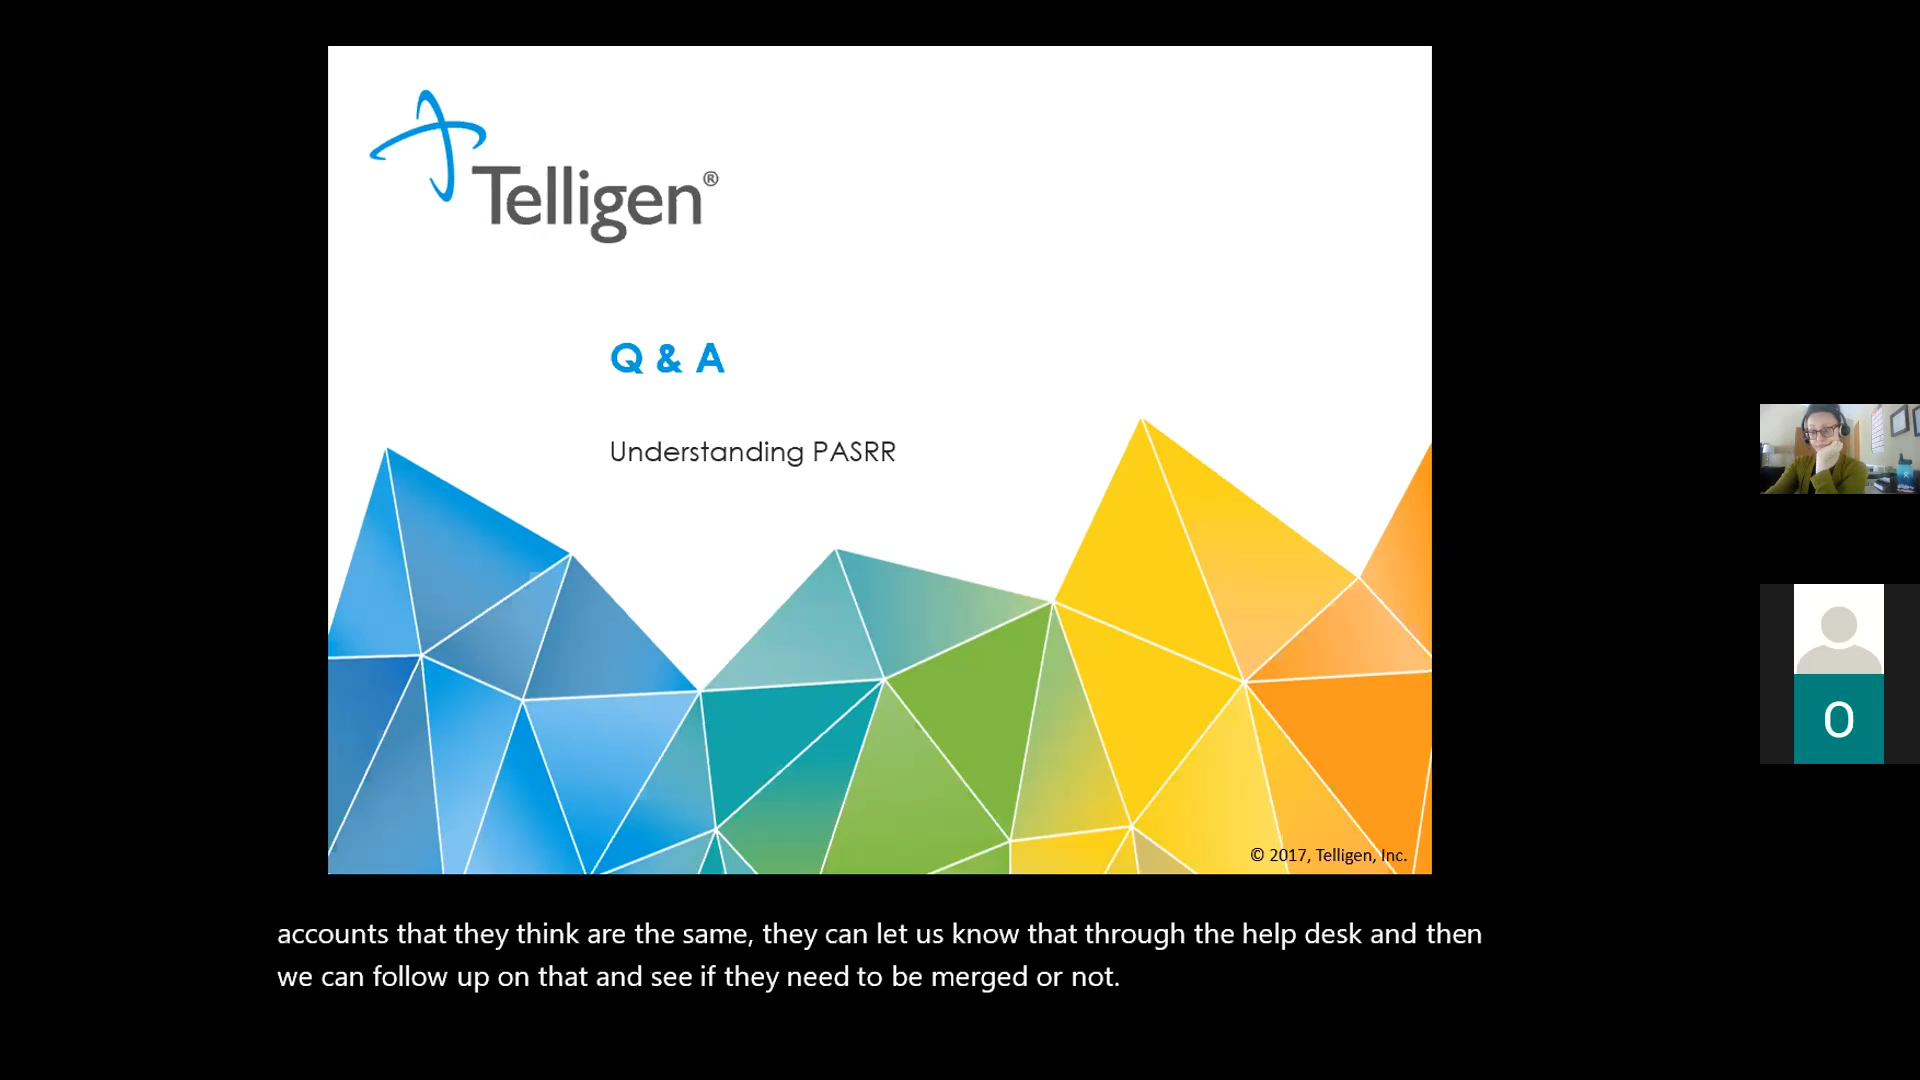 Telligen®
Q & A
Understanding PASRR
© 2017, Telligen, Inc.
O
accounts that they think are the same, they can let us know that through the help desk and then
we can follow up on that and see if they need to be merged or not.